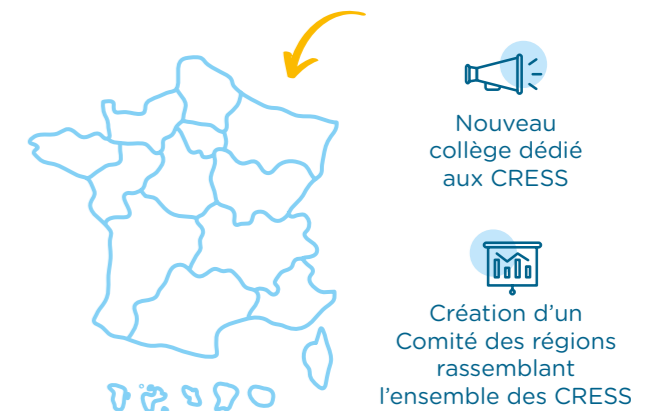 Nouveau
collège dédié
aux CRESS
Création d'un
Comité des régions
rassemblant
l'ensemble des CRESS